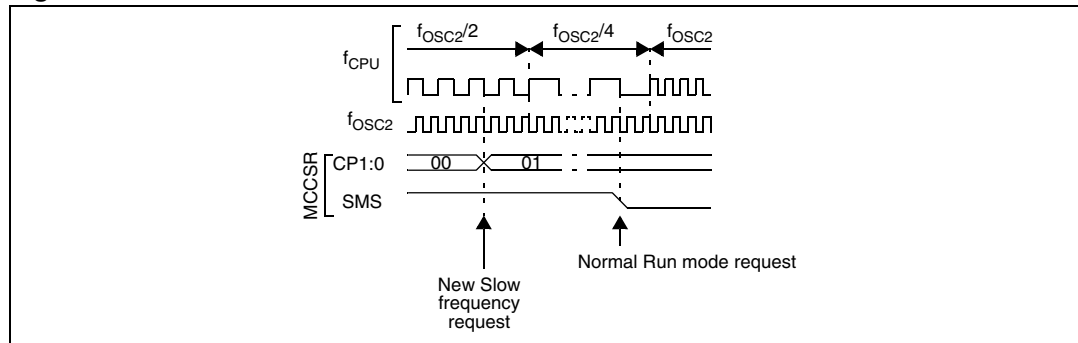 fOSC2/2 fOSC2/4 fOSC2
fCPU
fOSC2
MCCSR
CP1:0 00 01
SMS
New Slow
frequency
request
Normal Run mode request